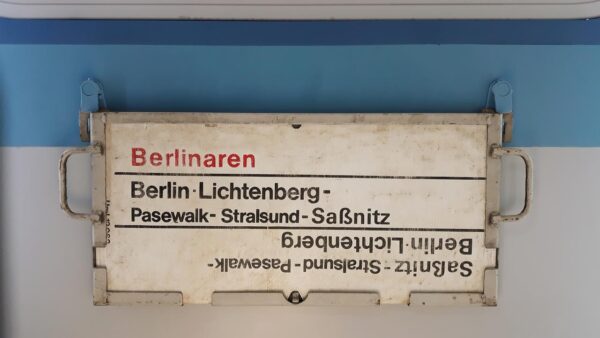 Berlinaren
Berlin-Lichtenberg-
Pasewalk- Stralsund-Saßnitz
Saßnitz-Stralsund-Pasewalk-
Berlin-Lichtenberg